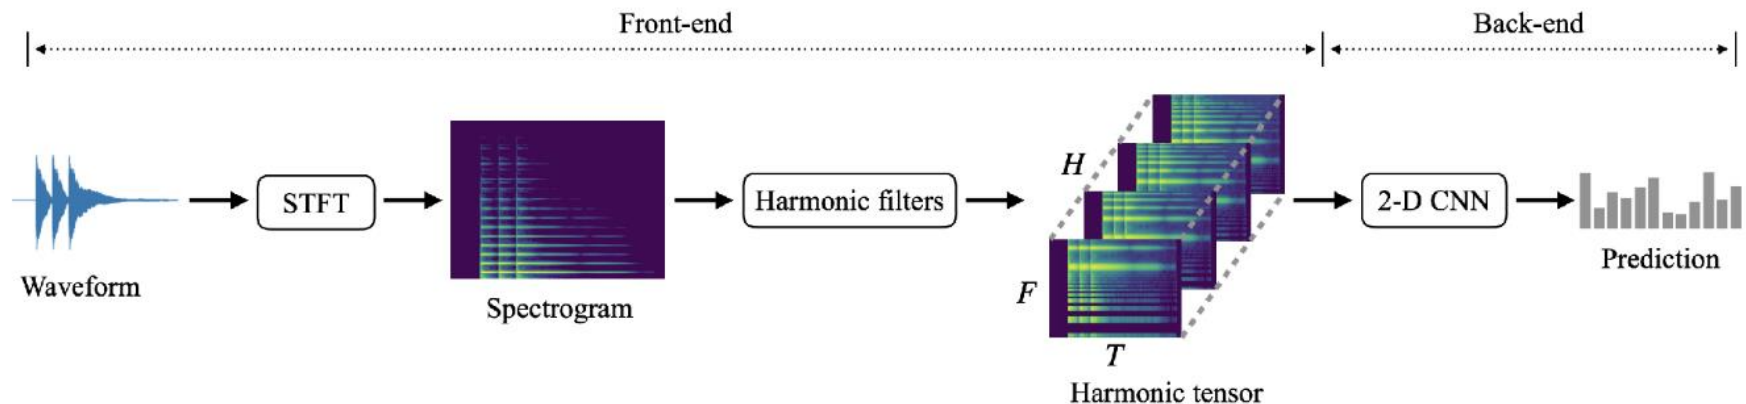 Front-end
Back-end
Waveform
STFT
Spectrogram
Harmonic filters
H
F
T
Harmonic tensor
2-D CNN
Prediction